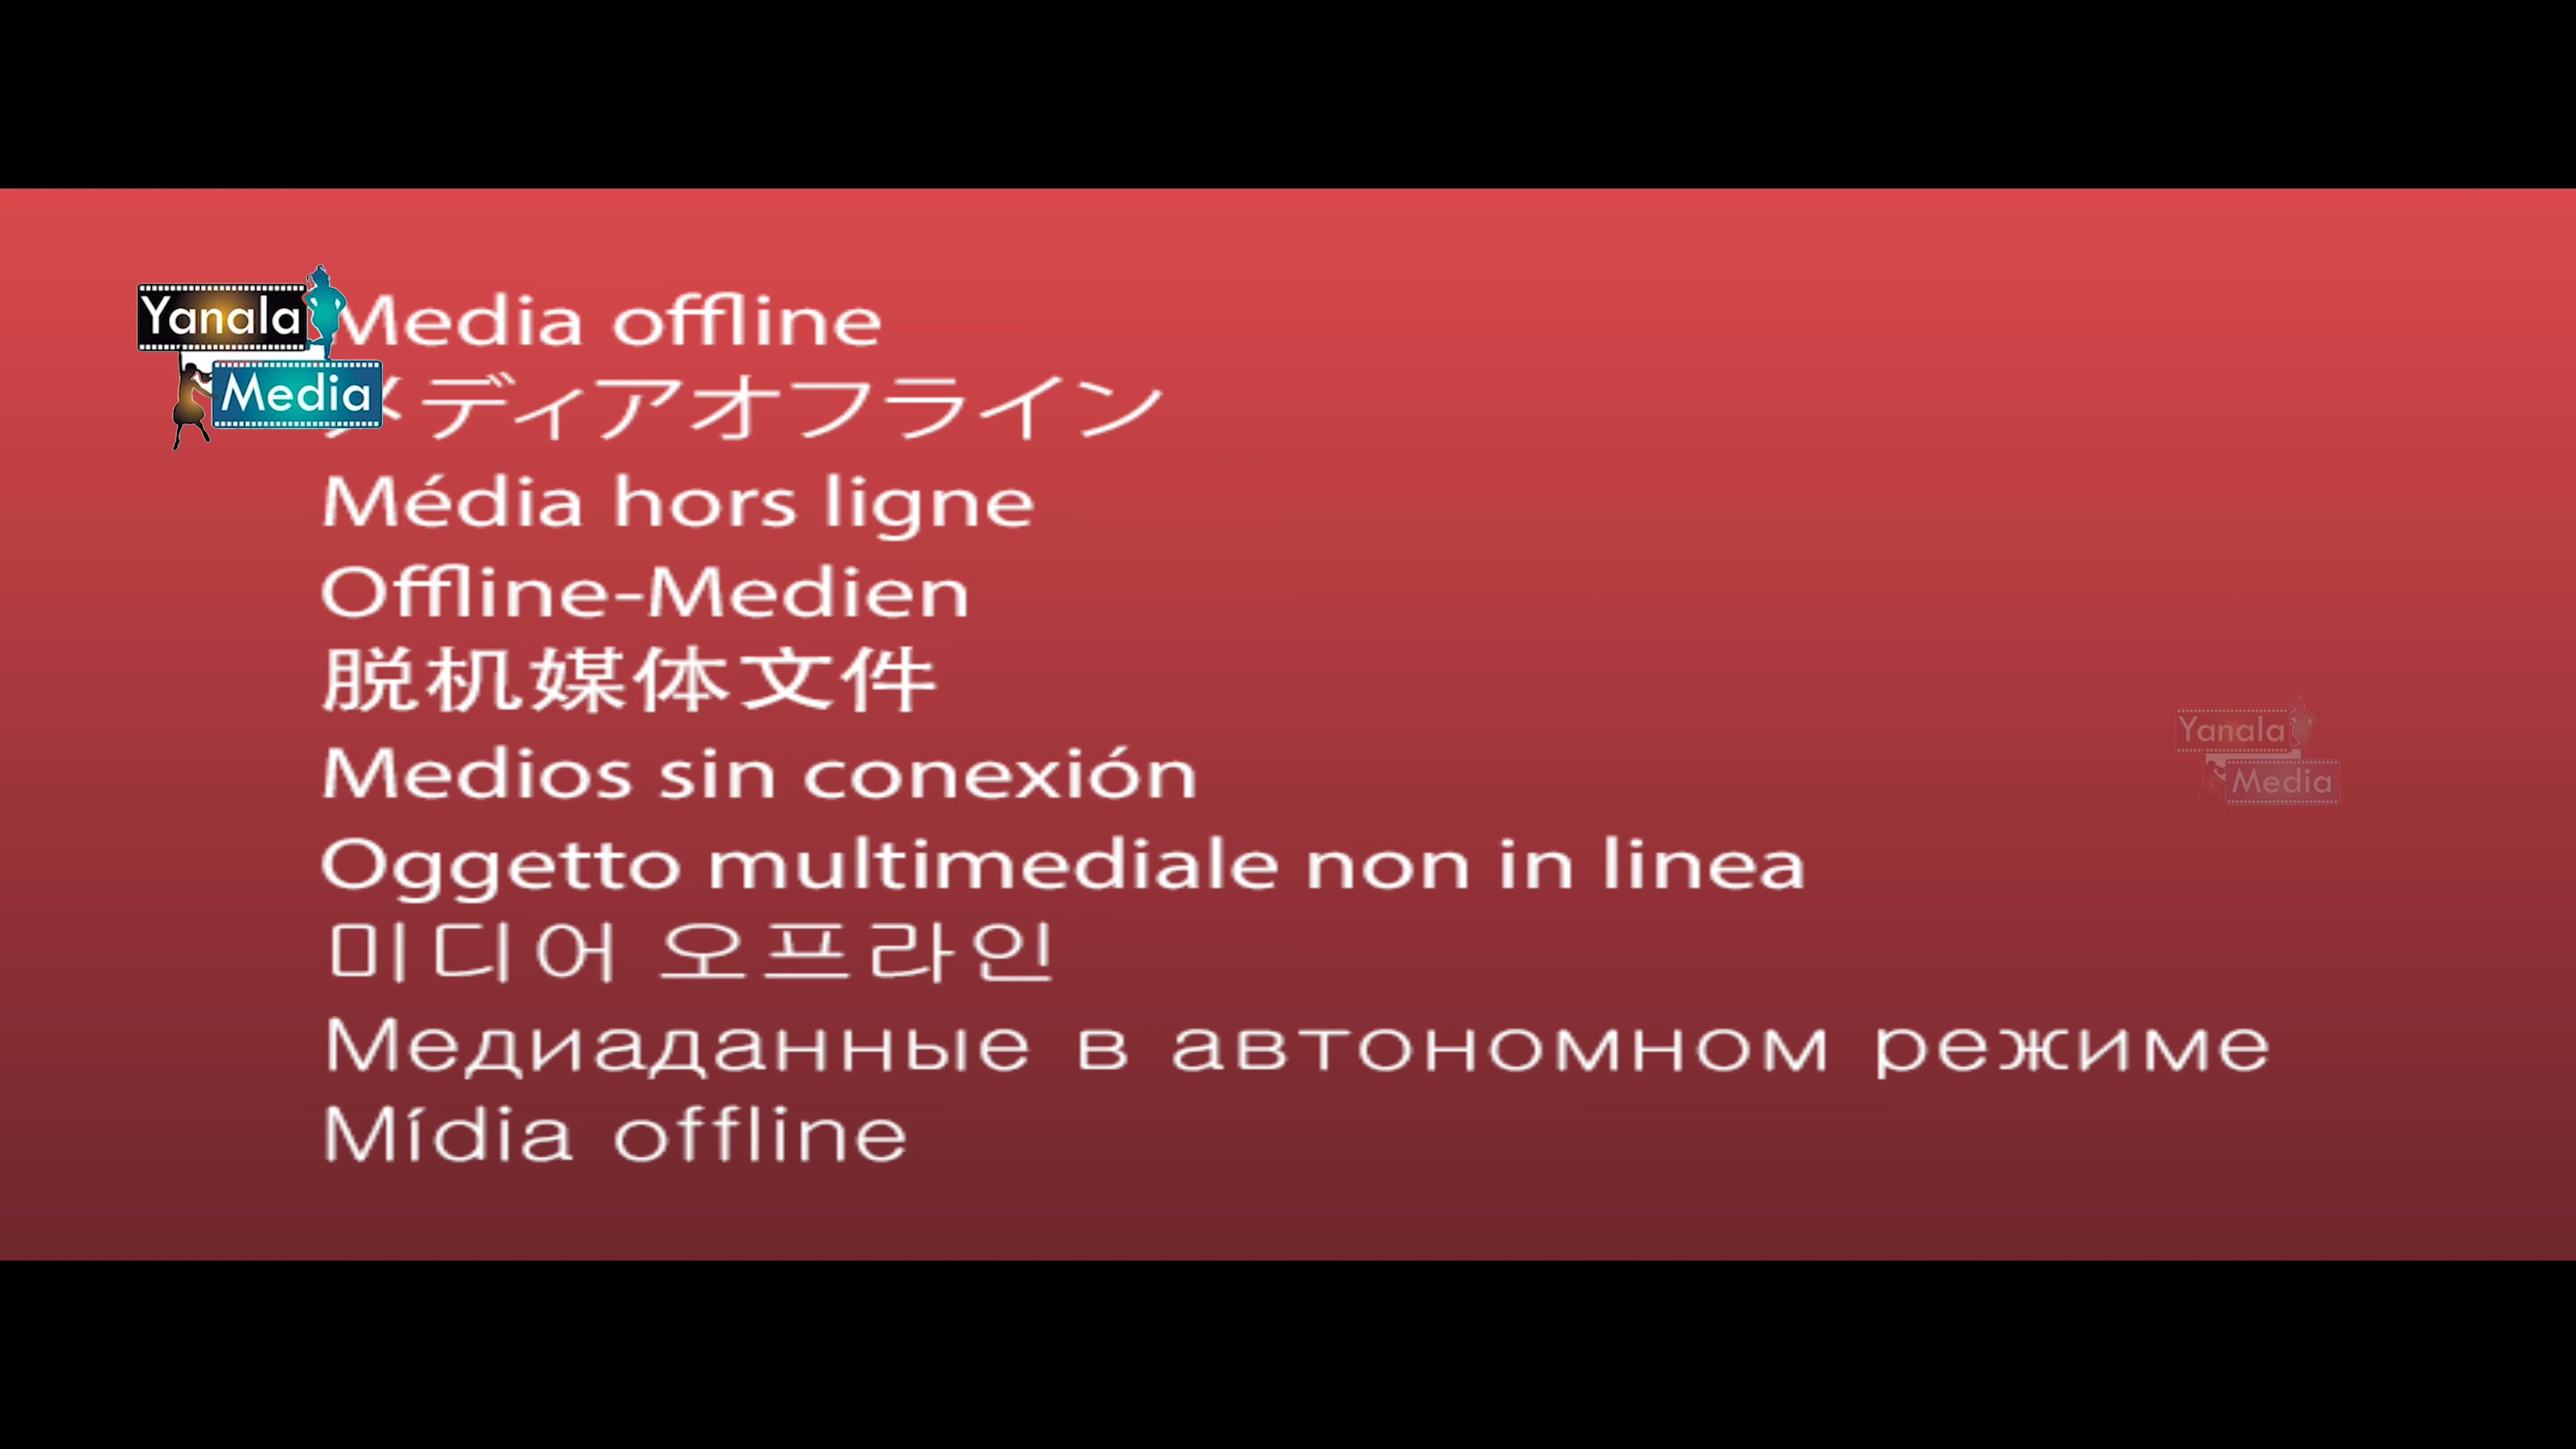 Yanala
Media
Media offline
メディアオフライン
Média hors ligne
Offline-Medien
脱机媒体文件
Medios sin conexión
Oggetto multimediale non in linea
미디어 오프라인
Медиаданные в автономном режиме
Mídia offline
Yanala
Media